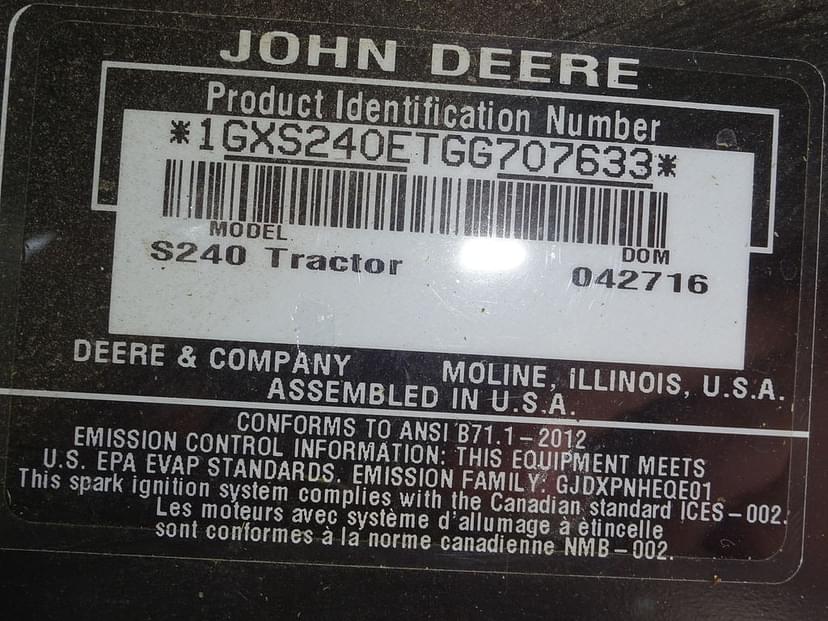 JOHN DEERE
Product Identification Number
*1GXS240ETGG707633*
MODEL DOM
S240 Tractor 042716
DEERE & COMPANY MOLINE, ILLINOIS, U.S.A.
ASSEMBLED IN U.S.A.
CONFORMS TO ANSI B71.1-2012
EMISSION CONTROL INFORMATION: THIS EQUIPMENT MEETS
U.S. EPA EVAP STANDARDS. EMISSION FAMILY: GJDXPNHEQE01
This spark ignition system complies with the Canadian standard ICES-002.
Les moteurs avec système d'allumage à étincelle
sont conformes à la norme canadienne NMB-002.